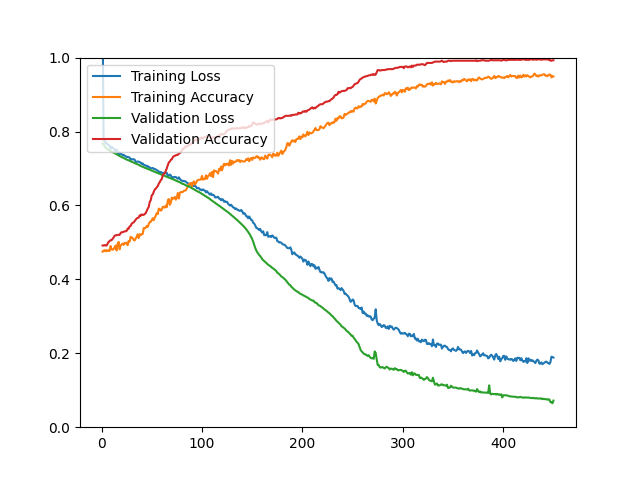 1.0
0.8
0.6
0.4
0.2
0.0
Training Loss
Training Accuracy
Validation Loss
Validation Accuracy
0 100 200 300 400